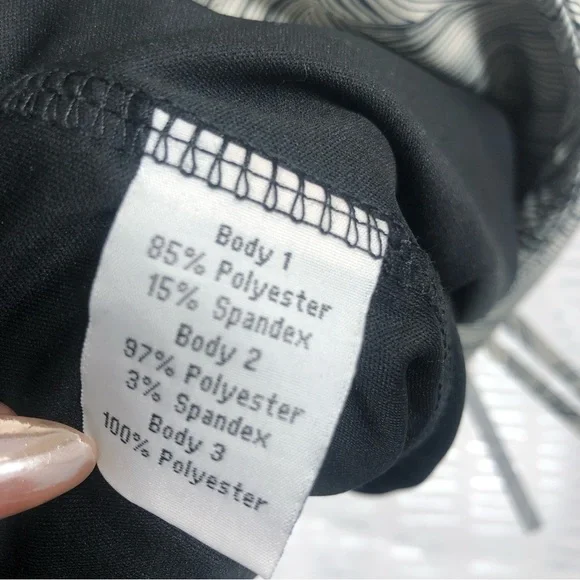 Body 1
85% Polyester
15% Spandex
Body 2
97% Polyester
3% Spandex
Body 3
100% Polyester